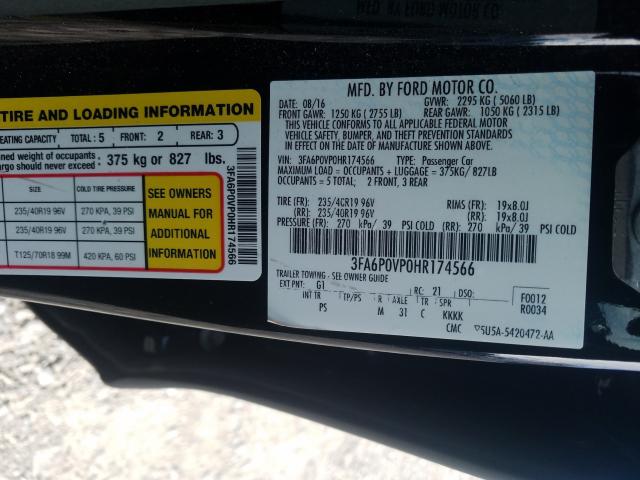 TIRE AND LOADING INFORMATION
EATING CAPACITY TOTAL: 5 FRONT: 2 REAR: 3
ned weight of occupants
argo should never exceed: 375 kg or 827 lbs.
SIZE COLD TIRE PRESSURE
235/40R19 96V 270 KPA, 39 PSI
235/40R19 96V 270 KPA, 39 PSI
T125/70R18 99M 420 KPA, 60 PSI
SEE OWNERS
MANUAL FOR
ADDITIONAL
INFORMATION
3FA6P0VP0HR174566
MFD. BY FORD MOTOR CO.
DATE: 08/16 GVWR: 2295 KG ( 5060 LB)
FRONT GAWR: 1250 KG ( 2755 LB) REAR GAWR: 1050 KG ( 2315 LB)
THIS VEHICLE CONFORMS TO ALL APPLICABLE FEDERAL MOTOR
VEHICLE SAFETY, BUMPER, AND THEFT PREVENTION STANDARDS IN
EFFECT ON THE DATE OF MANUFACTURE SHOWN ABOVE.
VIN: 3FA6P0VP0HR174566 TYPE: Passenger Car
MAXIMUM LOAD = OCCUPANTS + LUGGAGE = 375KG/ 827LB
OCCUPANTS = 5 TOTAL; 2 FRONT, 3 REAR
TIRE (FR): 235/40R19 96V RIMS (FR): 19x8.0J
(RR): 235/40R19 96V (RR): 19x8.0J
PRESSURE (FR): 270 kPa/ 39 PSI COLD (RR): 270 kPa/ 39 PSI COLD
3FA6P0VP0HR174566
TRAILER TOWING - SEE OWNER GUIDE
EXT PNT: G1 RC: 21 DSO: F0012
INT TR TP/PS R AXLE TR SPR R0034
PS M 31 C KKKK
CMC SU5A-5420472-AA